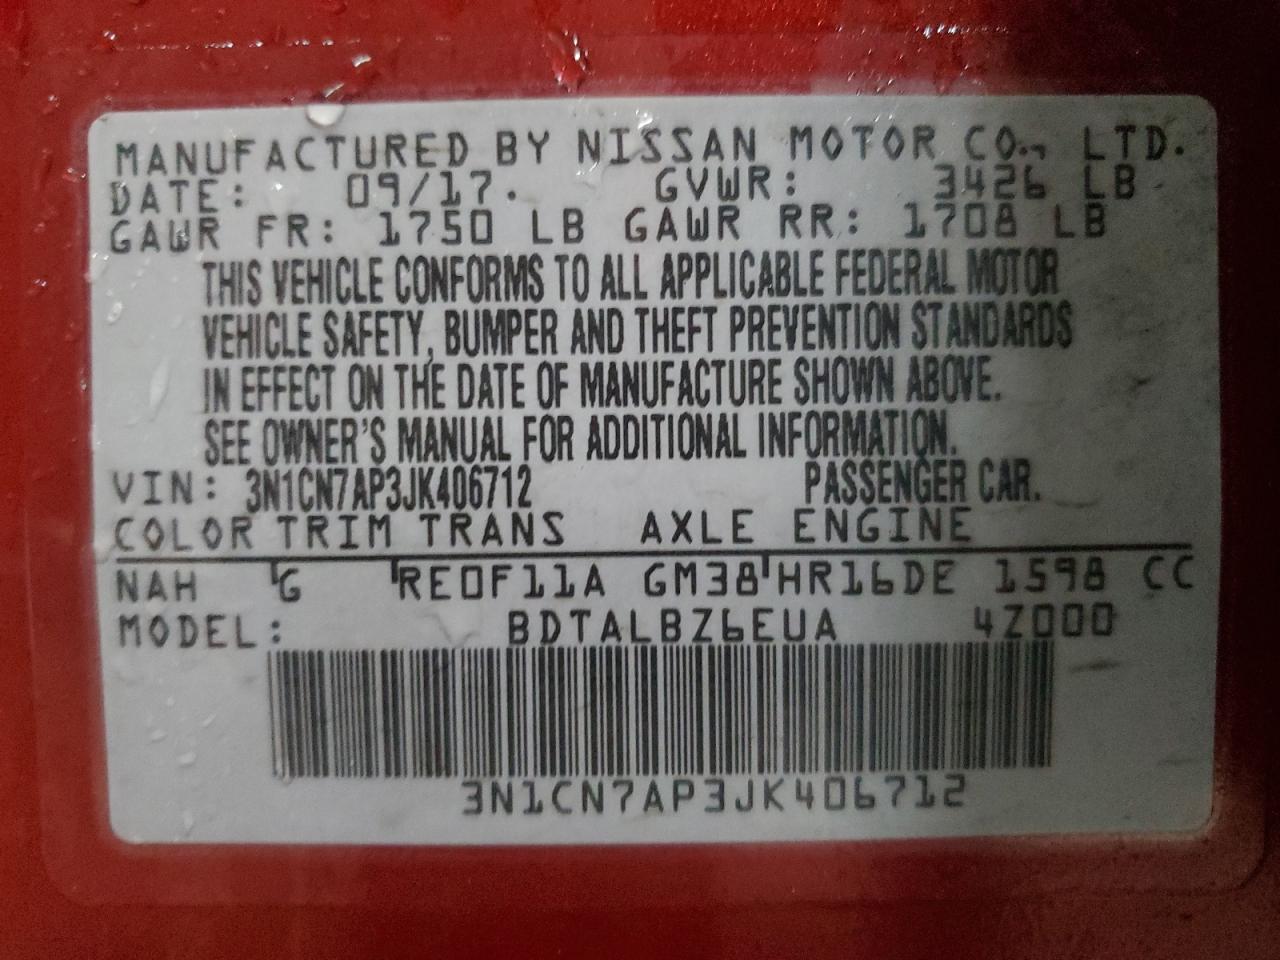 MANUFACTURED BY NISSAN MOTOR CO., LTD.
DATE: 09/17. GVWR: 3426 LB
GAWR FR: 1750 LB GAWR RR: 1708 LB
THIS VEHICLE CONFORMS TO ALL APPLICABLE FEDERAL MOTOR
VEHICLE SAFETY, BUMPER AND THEFT PREVENTION STANDARDS
IN EFFECT ON THE DATE OF MANUFACTURE SHOWN ABOVE.
SEE OWNER'S MANUAL FOR ADDITIONAL INFORMATION.
VIN: 3N1CN7AP3JK406712 PASSENGER CAR.
COLOR TRIM TRANS AXLE ENGINE
NAH G RE0F11A GM38 HR16DE 1598 CC
MODEL: BDTALBZ6EUA 4Z000
3N1CN7AP3JK406712